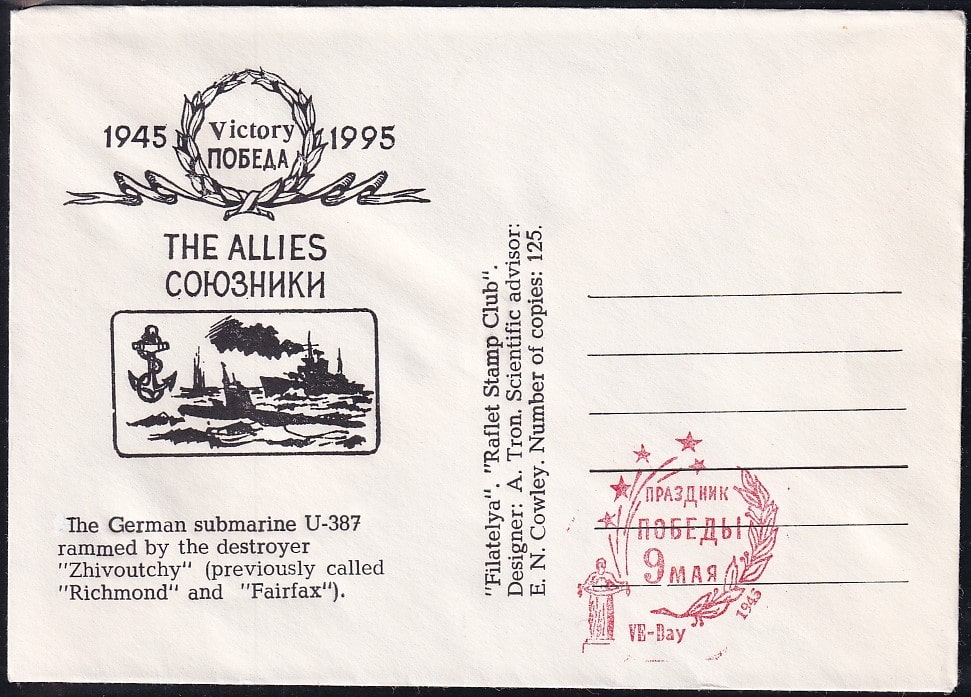 1945 Victory 1995
ПОБЕДА
THE ALLIES
СОЮЗНИКИ
The German submarine U-387
rammed by the destroyer
"Zhivoutchy" (previously called
"Richmond" and "Fairfax").
"Filatelya". "Raflet Stamp Club".
Designer: A. Tron. Scientific advisor:
E. N. Cowley. Number of copies: 125.
ПРАЗДНИК
ПОБЕДЫ
9 МАЯ
1945
VE-Day